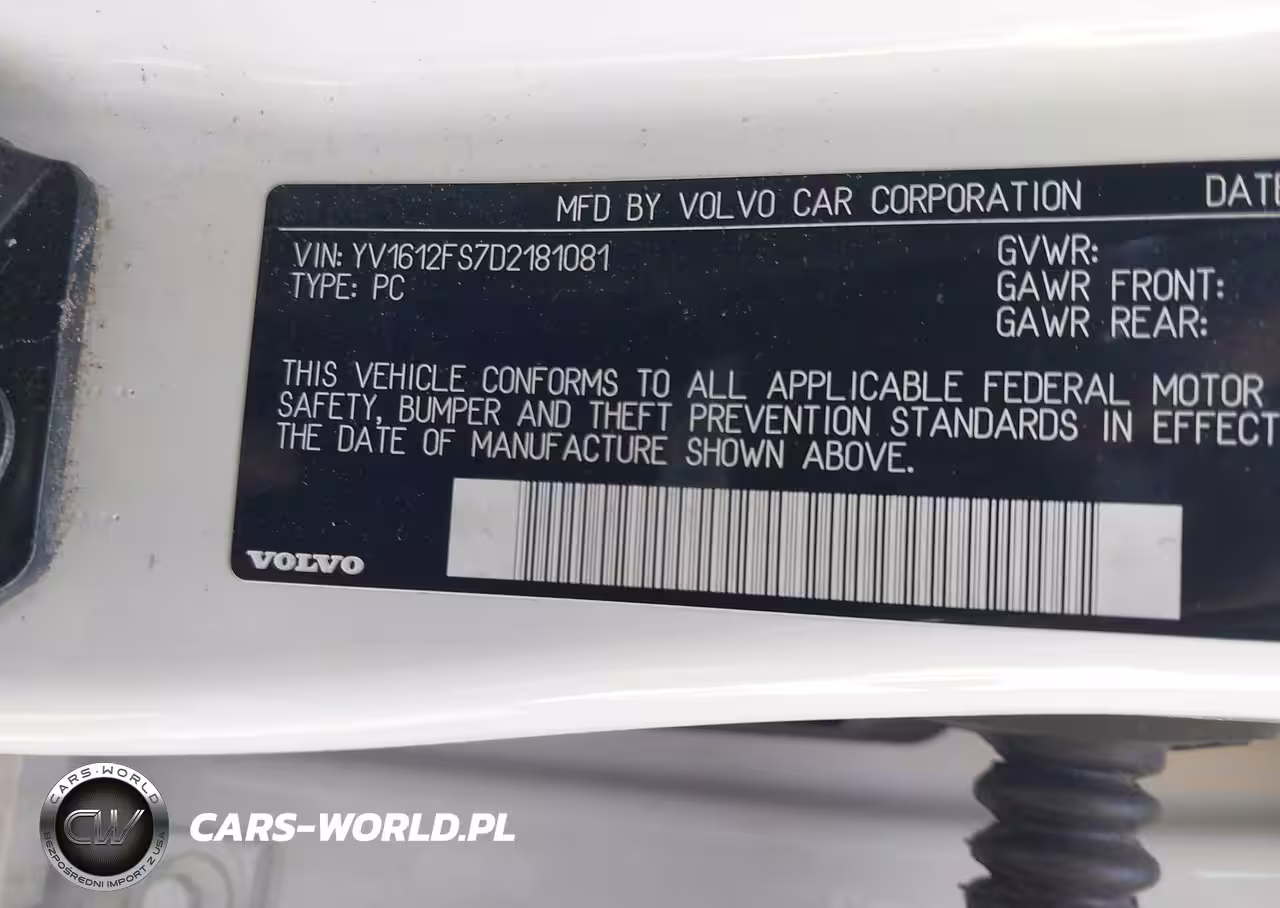 MFD BY VOLVO CAR CORPORATION
DATE
VIN: YV1612FS7D2181081
TYPE: PC
GVWR:
GAWR FRONT:
GAWR REAR:
THIS VEHICLE CONFORMS TO ALL APPLICABLE FEDERAL MOTOR
SAFETY, BUMPER AND THEFT PREVENTION STANDARDS IN EFFECT
THE DATE OF MANUFACTURE SHOWN ABOVE.
VOLVO
CARS-WORLD
CW
BEZPOŚREDNI IMPORT Z USA
CARS-WORLD.PL